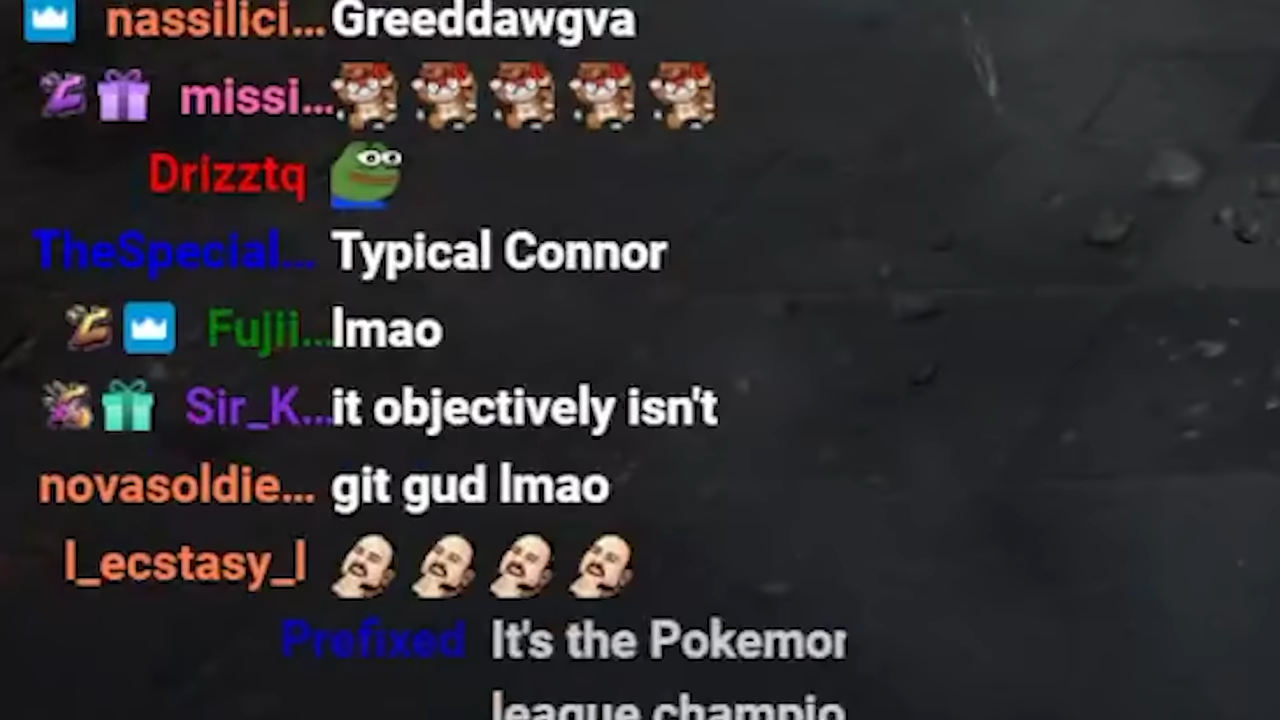 nassilici... Greeddawgva
missi...
Drizztq
TheSpecial... Typical Connor
Fujii... lmao
Sir_K... it objectively isn't
novasoldie... git gud lmao
l_ecstasy_l
Prefixed It's the Pokemon
league champio